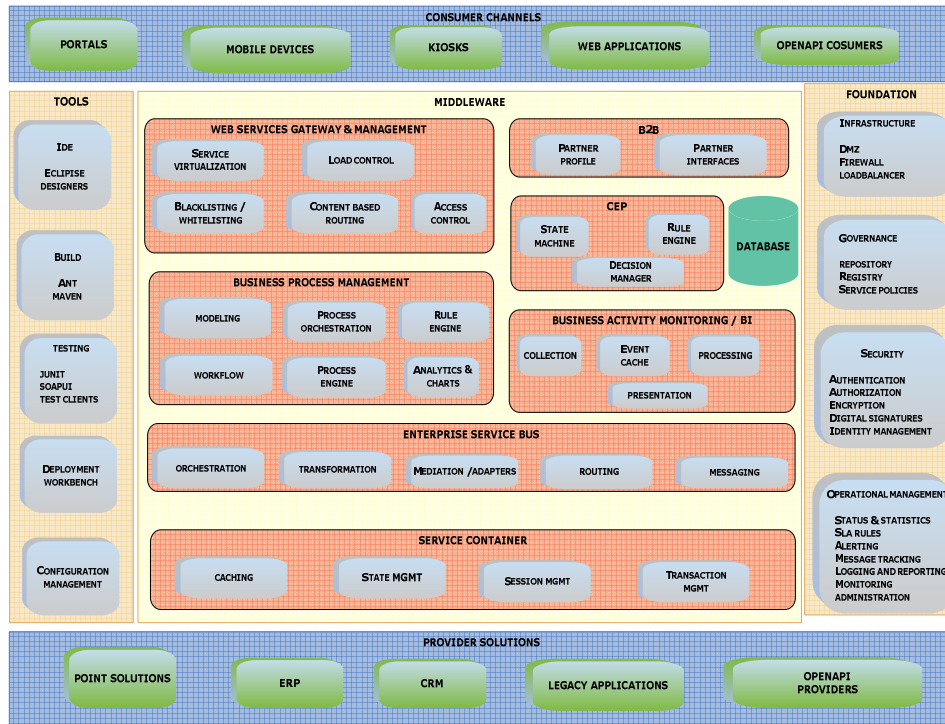 CONSUMER CHANNELS
PORTALS
MOBILE DEVICES
KIOSKS
WEB APPLICATIONS
OPENAPI COSUMERS
TOOLS
IDE
ECLIPISE
DESIGNERS
BUILD
ANT
MAVEN
TESTING
JUNIT
SOAPUI
TEST CLIENTS
DEPLOYMENT
WORKBENCH
CONFIGURATION
MANAGEMENT
MIDDLEWARE
WEB SERVICES GATEWAY & MANAGEMENT
SERVICE
VIRTUALIZATION
LOAD CONTROL
BLACKLISTING /
WHITELISTING
CONTENT BASED
ROUTING
ACCESS
CONTROL
B2B
PARTNER
PROFILE
PARTNER
INTERFACES
CEP
STATE
MACHINE
RULE
ENGINE
DECISION
MANAGER
DATABASE
BUSINESS PROCESS MANAGEMENT
MODELING
PROCESS
ORCHESTRATION
RULE
ENGINE
WORKFLOW
PROCESS
ENGINE
ANALYTICS &
CHARTS
BUSINESS ACTIVITY MONITORING / BI
COLLECTION
EVENT
CACHE
PROCESSING
PRESENTATION
ENTERPRISE SERVICE BUS
ORCHESTRATION
TRANSFORMATION
MEDIATION /ADAPTERS
ROUTING
MESSAGING
SERVICE CONTAINER
CACHING
STATE MGMT
SESSION MGMT
TRANSACTION
MGMT
FOUNDATION
INFRASTRUCTURE
DMZ
FIREWALL
LOADBALANCER
GOVERNANCE
REPOSITORY
REGISTRY
SERVICE POLICIES
SECURITY
AUTHENTICATION
AUTHORIZATION
ENCRYPTION
DIGITAL SIGNATURES
IDENTITY MANAGEMENT
OPERATIONAL MANAGEMENT
STATUS & STATISTICS
SLA RULES
ALERTING
MESSAGE TRACKING
LOGGING AND REPORTING
MONITORING
ADMINISTRATION
PROVIDER SOLUTIONS
POINT SOLUTIONS
ERP
CRM
LEGACY APPLICATIONS
OPENAPI
PROVIDERS